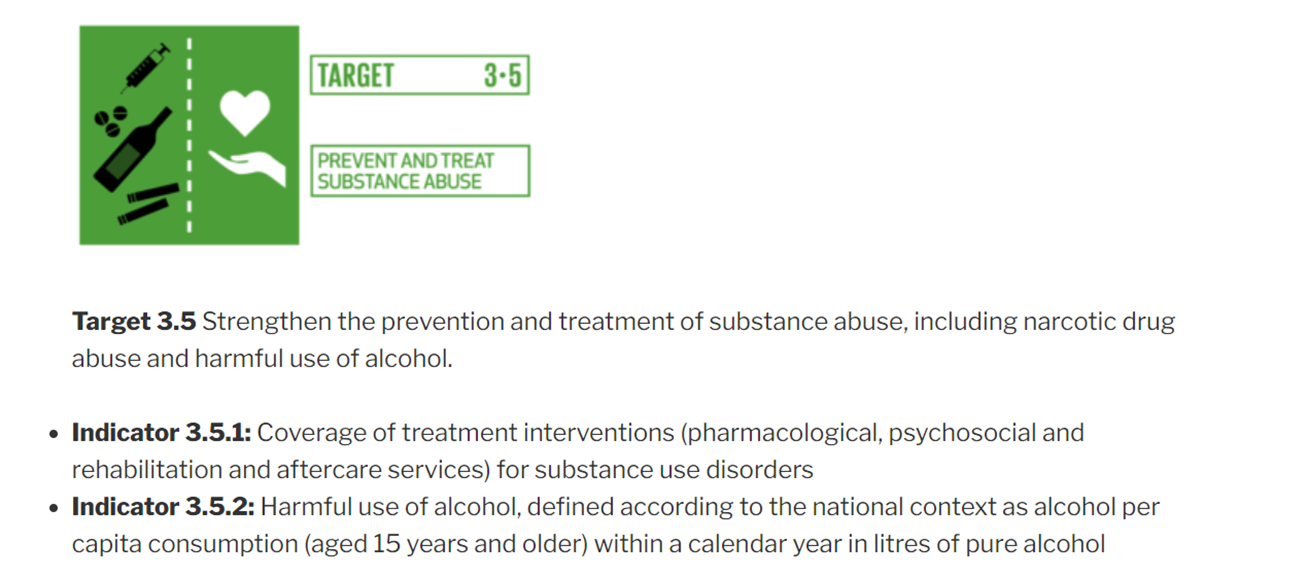 TARGET 3·5
PREVENT AND TREAT
SUBSTANCE ABUSE
Target 3.5 Strengthen the prevention and treatment of substance abuse, including narcotic drug
abuse and harmful use of alcohol.
• Indicator 3.5.1: Coverage of treatment interventions (pharmacological, psychosocial and
rehabilitation and aftercare services) for substance use disorders
• Indicator 3.5.2: Harmful use of alcohol, defined according to the national context as alcohol per
capita consumption (aged 15 years and older) within a calendar year in litres of pure alcohol